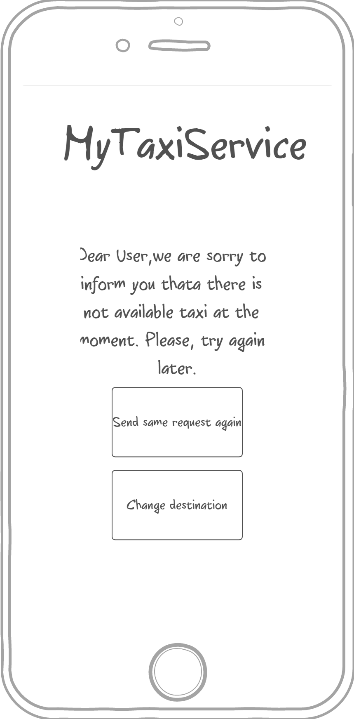 MyTaxiService
Dear User,we are sorry to
inform you thata there is
not available taxi at the
moment. Please, try again
later.
Send same request again
Change destination